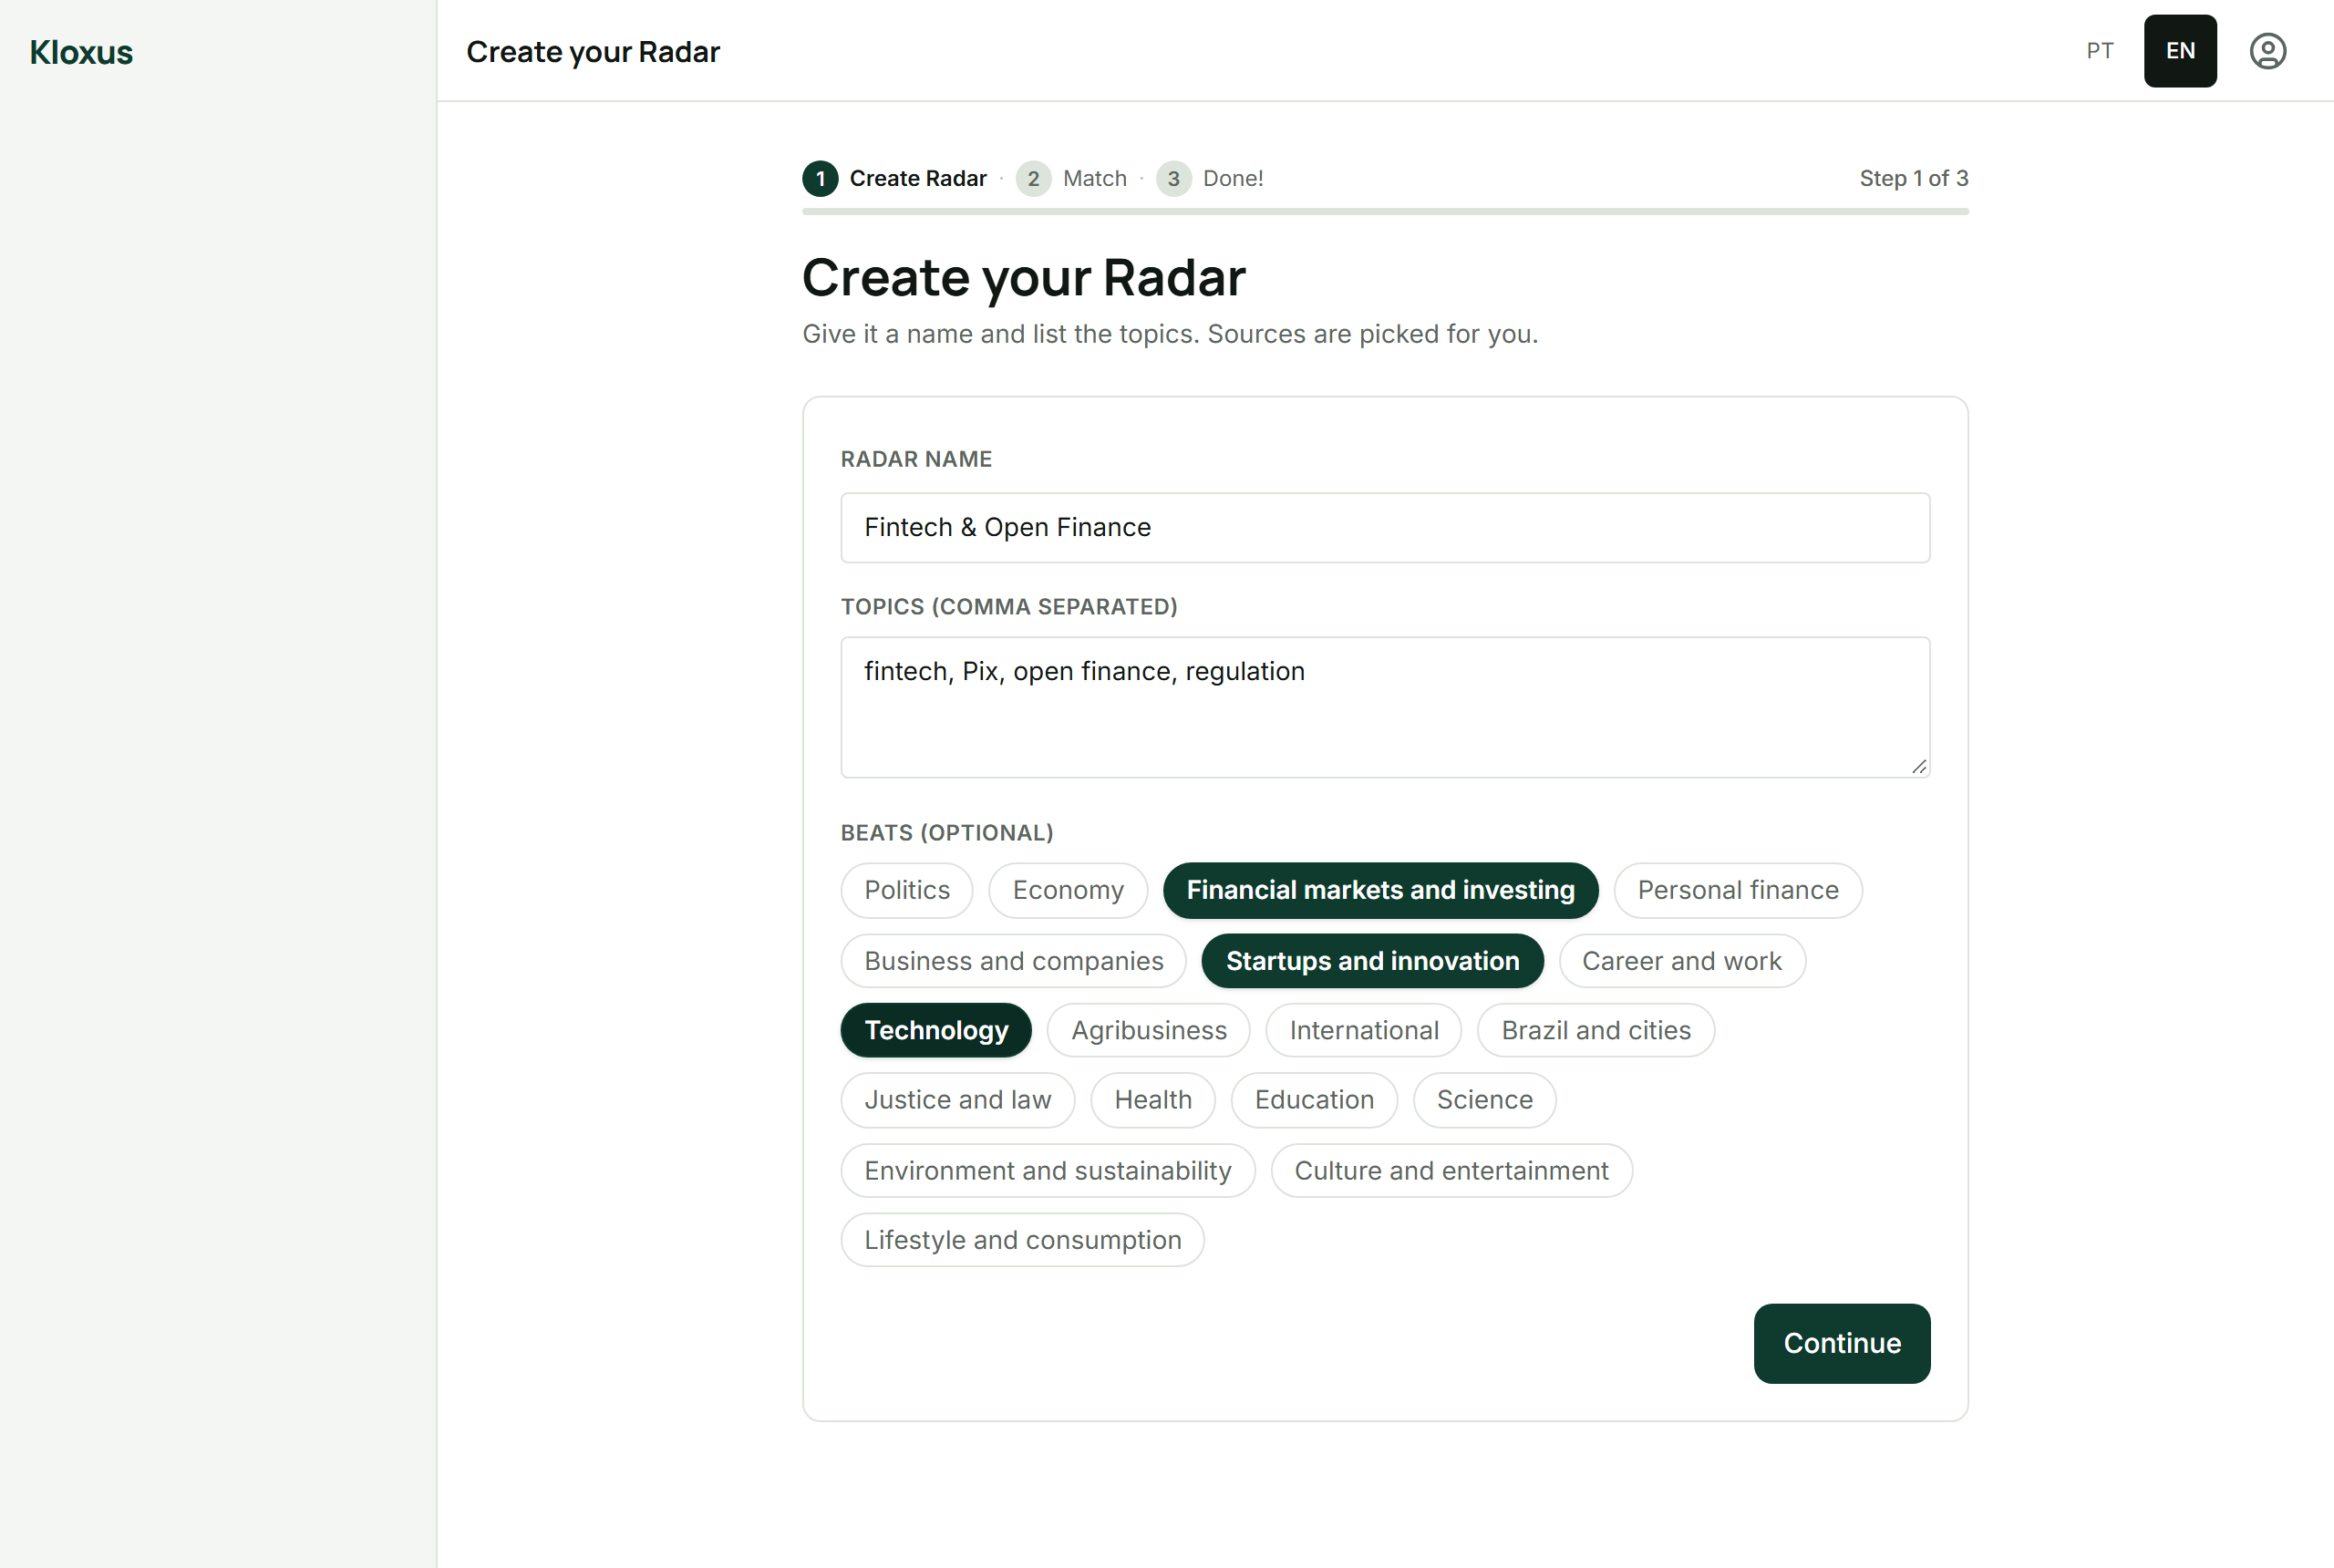 Kloxus
Create your Radar
PT EN
1 Create Radar · 2 Match · 3 Done! Step 1 of 3
Create your Radar
Give it a name and list the topics. Sources are picked for you.
RADAR NAME
Fintech & Open Finance
TOPICS (COMMA SEPARATED)
fintech, Pix, open finance, regulation
BEATS (OPTIONAL)
Politics Economy Financial markets and investing Personal finance
Business and companies Startups and innovation Career and work
Technology Agribusiness International Brazil and cities
Justice and law Health Education Science
Environment and sustainability Culture and entertainment
Lifestyle and consumption
Continue